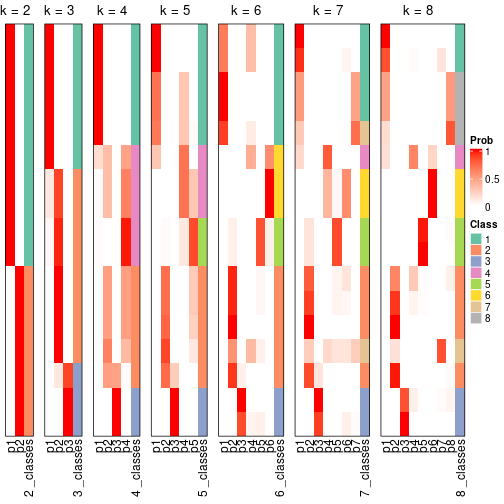 k = 2 k = 3 k = 4 k = 5 k = 6 k = 7 k = 8
Prob
1
0.5
0
Class
1
2
3
4
5
6
7
8
p1 p2 2_classes
p1 p2 p3 3_classes
p1 p2 p3 p4 4_classes
p1 p2 p3 p4 p5 5_classes
p1 p2 p3 p4 p5 p6 6_classes
p1 p2 p3 p4 p5 p6 p7 7_classes
p1 p2 p3 p4 p5 p6 p7 p8 8_classes